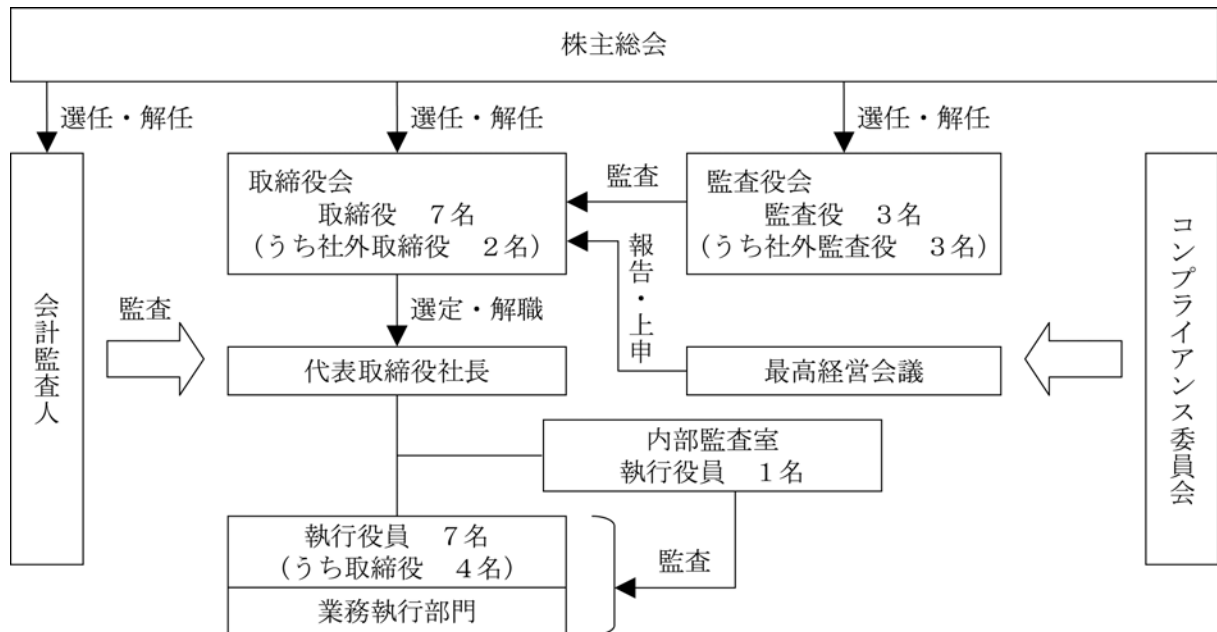 株主総会
選任・解任
選任・解任
選任・解任
会計監査人
監査
取締役会
取締役　７名
（うち社外取締役　２名）
監査
監査役会
監査役　３名
（うち社外監査役　３名）
コンプライアンス委員会
報告・上申
選定・解職
代表取締役社長
最高経営会議
内部監査室
執行役員　１名
執行役員　７名
（うち取締役　４名）
監査
業務執行部門